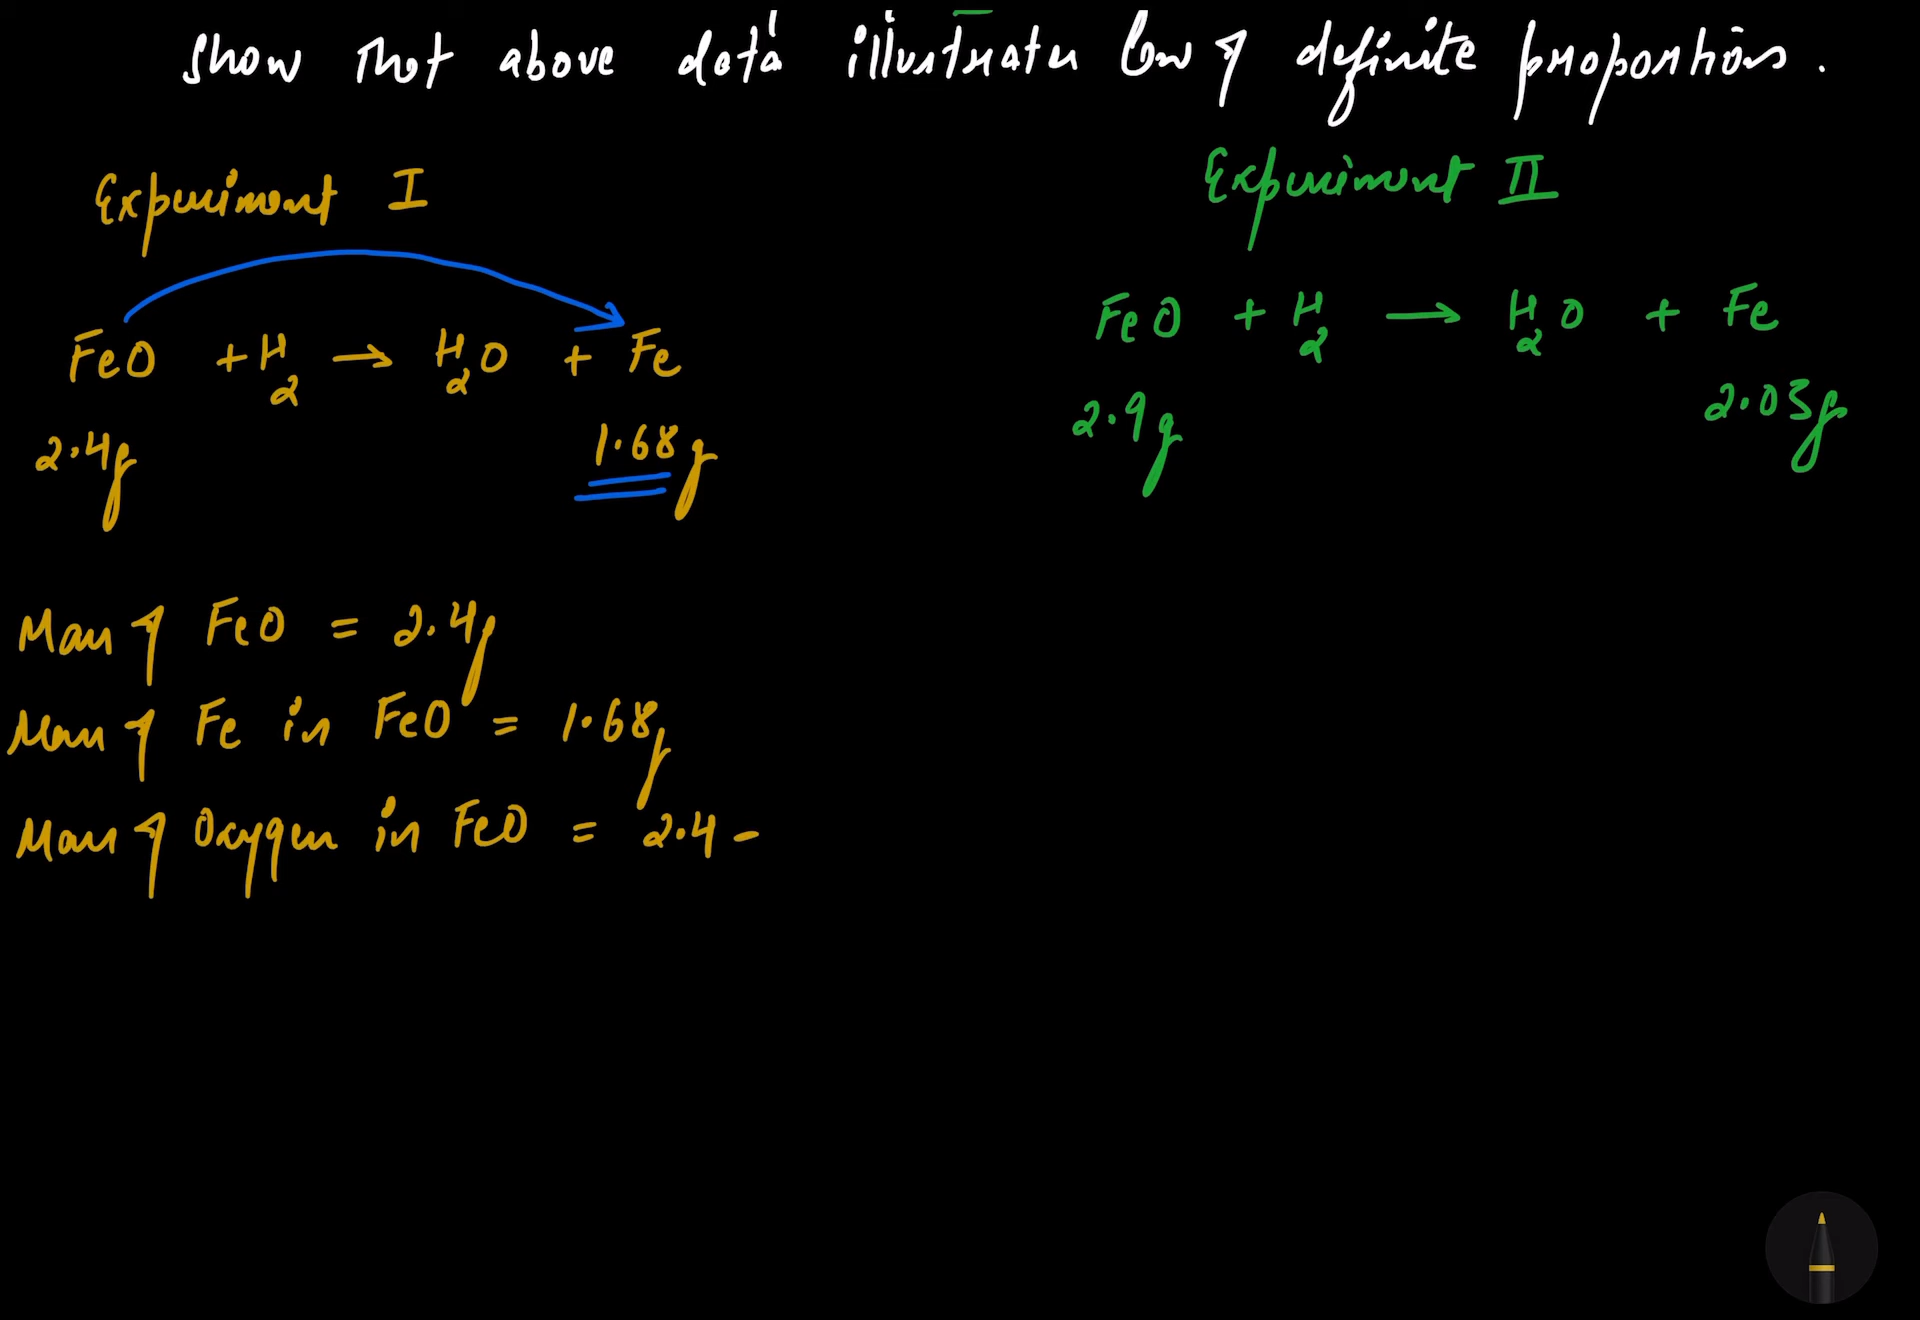 Show that above data illustrates law of definite proportions.
Experiment I
FeO + H2 → H2O + Fe
2.4g 1.68g
Experiment II
FeO + H2 → H2O + Fe
2.9g 2.03g
Mass of FeO = 2.4g
Mass of Fe in FeO = 1.68g
Mass of Oxygen in FeO = 2.4 -